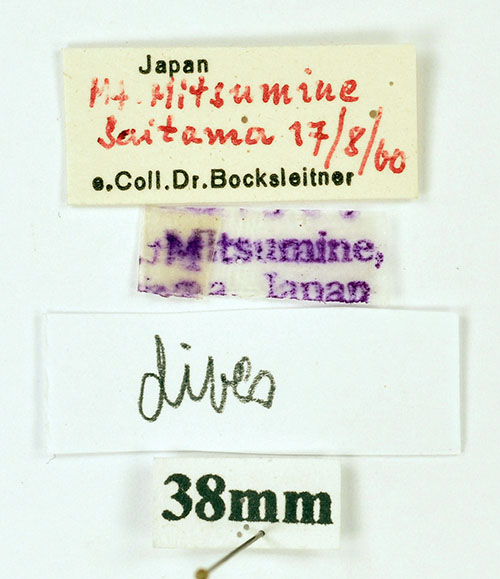 Japan
Mt. Mitsumine
Saitama 17/8/60
e.Coll.Dr.Bocksleitner
Mitsumine,
Japan
dives
38mm